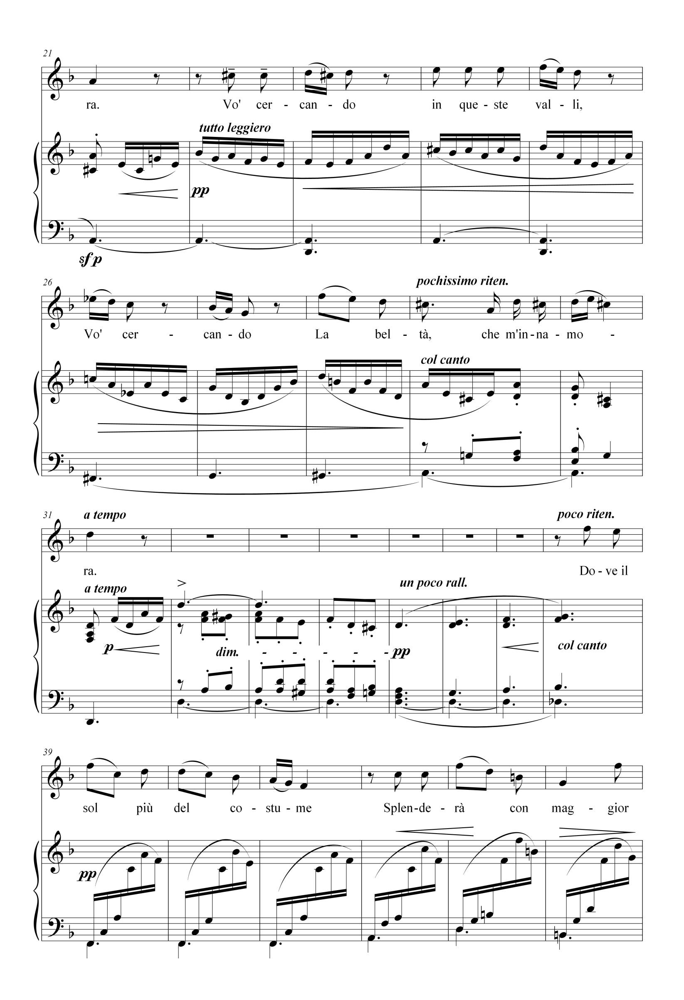 21
ra. Vo' cer - can - do in que - ste val - li,
tutto leggiero
pp
sfp
26
pochissimo riten.
Vo' cer - can - do La bel - tà, che m'in - na - mo -
col canto
31
a tempo
poco riten.
ra. Do - ve il
a tempo
un poco rall.
p
dim. - - - - - pp
col canto
39
sol più del co - stu - me Splen - de - rà con mag - gior
pp